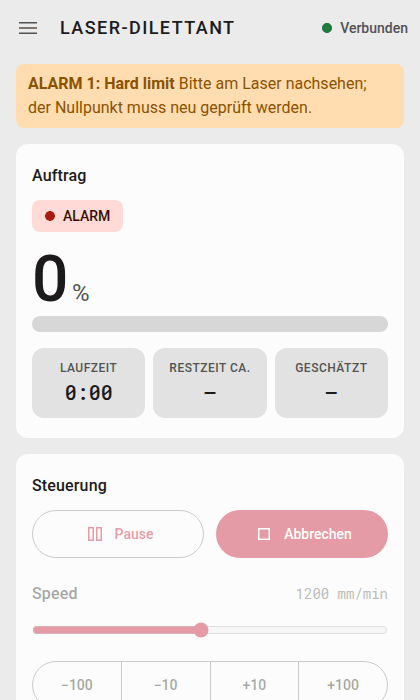 LASER-DILETTANT
Verbunden
ALARM 1: Hard limit Bitte am Laser nachsehen;
der Nullpunkt muss neu geprüft werden.
Auftrag
ALARM
0 %
LAUFZEIT
0:00
RESTZEIT CA.
–
GESCHÄTZT
–
Steuerung
Pause
Abbrechen
Speed
1200 mm/min
−100
−10
+10
+100